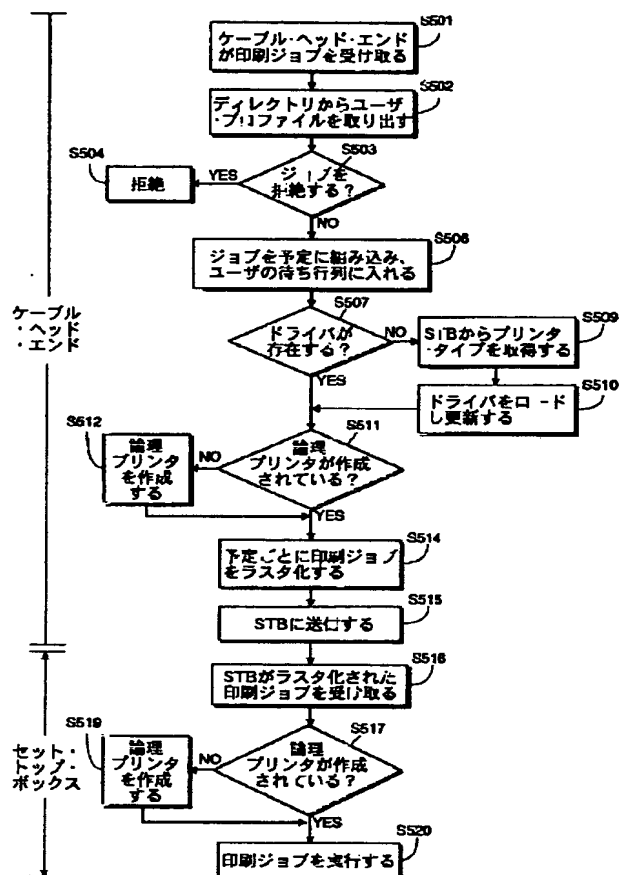 S501
ケーブル・ヘッド・エンド
が印刷ジョブを受け取る
S502
ディレクトリからユーザ
・プロファイルを取り出す
S503
ジョブを
拒絶する？
YES
S504
拒絶
NO
S506
ジョブを予定に組み込み、
ユーザの待ち行列に入れる
S507
ドライバが
存在する？
NO
S509
STBからプリンタ
・タイプを取得する
YES
S510
ドライバをロード
し更新する
ケーブル
・ヘッド
・エンド
S511
論理
プリンタが作成
されている？
NO
S512
論理
プリンタ
を作成
する
YES
S514
予定ごとに印刷ジョブ
をラスタ化する
S515
STBに送信する
S516
STBがラスタ化された
印刷ジョブを受け取る
セット・
トップ・
ボックス
S517
論理
プリンタが作成
されている？
NO
S519
論理
プリンタ
を作成
する
YES
S520
印刷ジョブを実行する